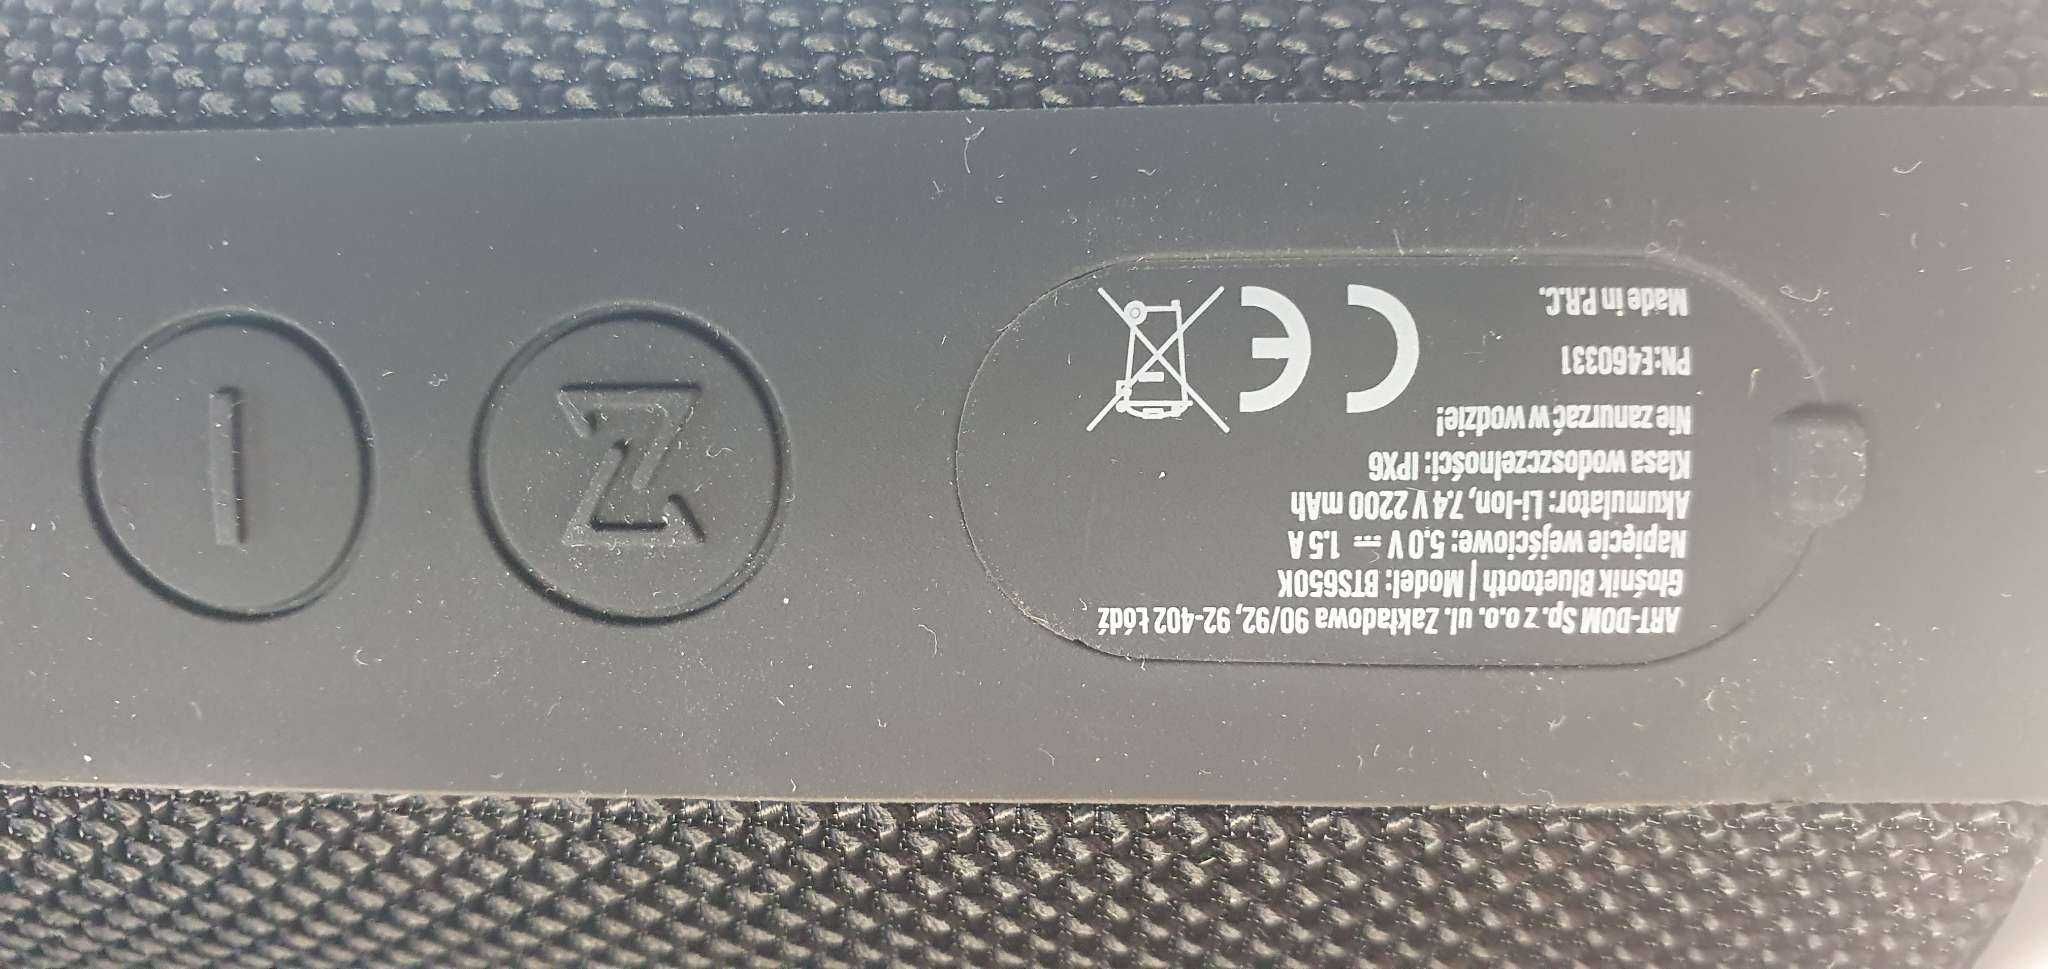 ART-DOM Sp. z o.o. ul. Zakładowa 90/92, 92-402 Łódź
Głośnik Bluetooth | Model: BTS650K
Napięcie wejściowe: 5,0 V ⎓ 1.5 A
Akumulator: Li-Ion, 7.4 V 2200 mAh
Klasa wodoszczelności: IPX6
Nie zanurzać w wodzie!
PN:E460331
Made in P.R.C.
CE